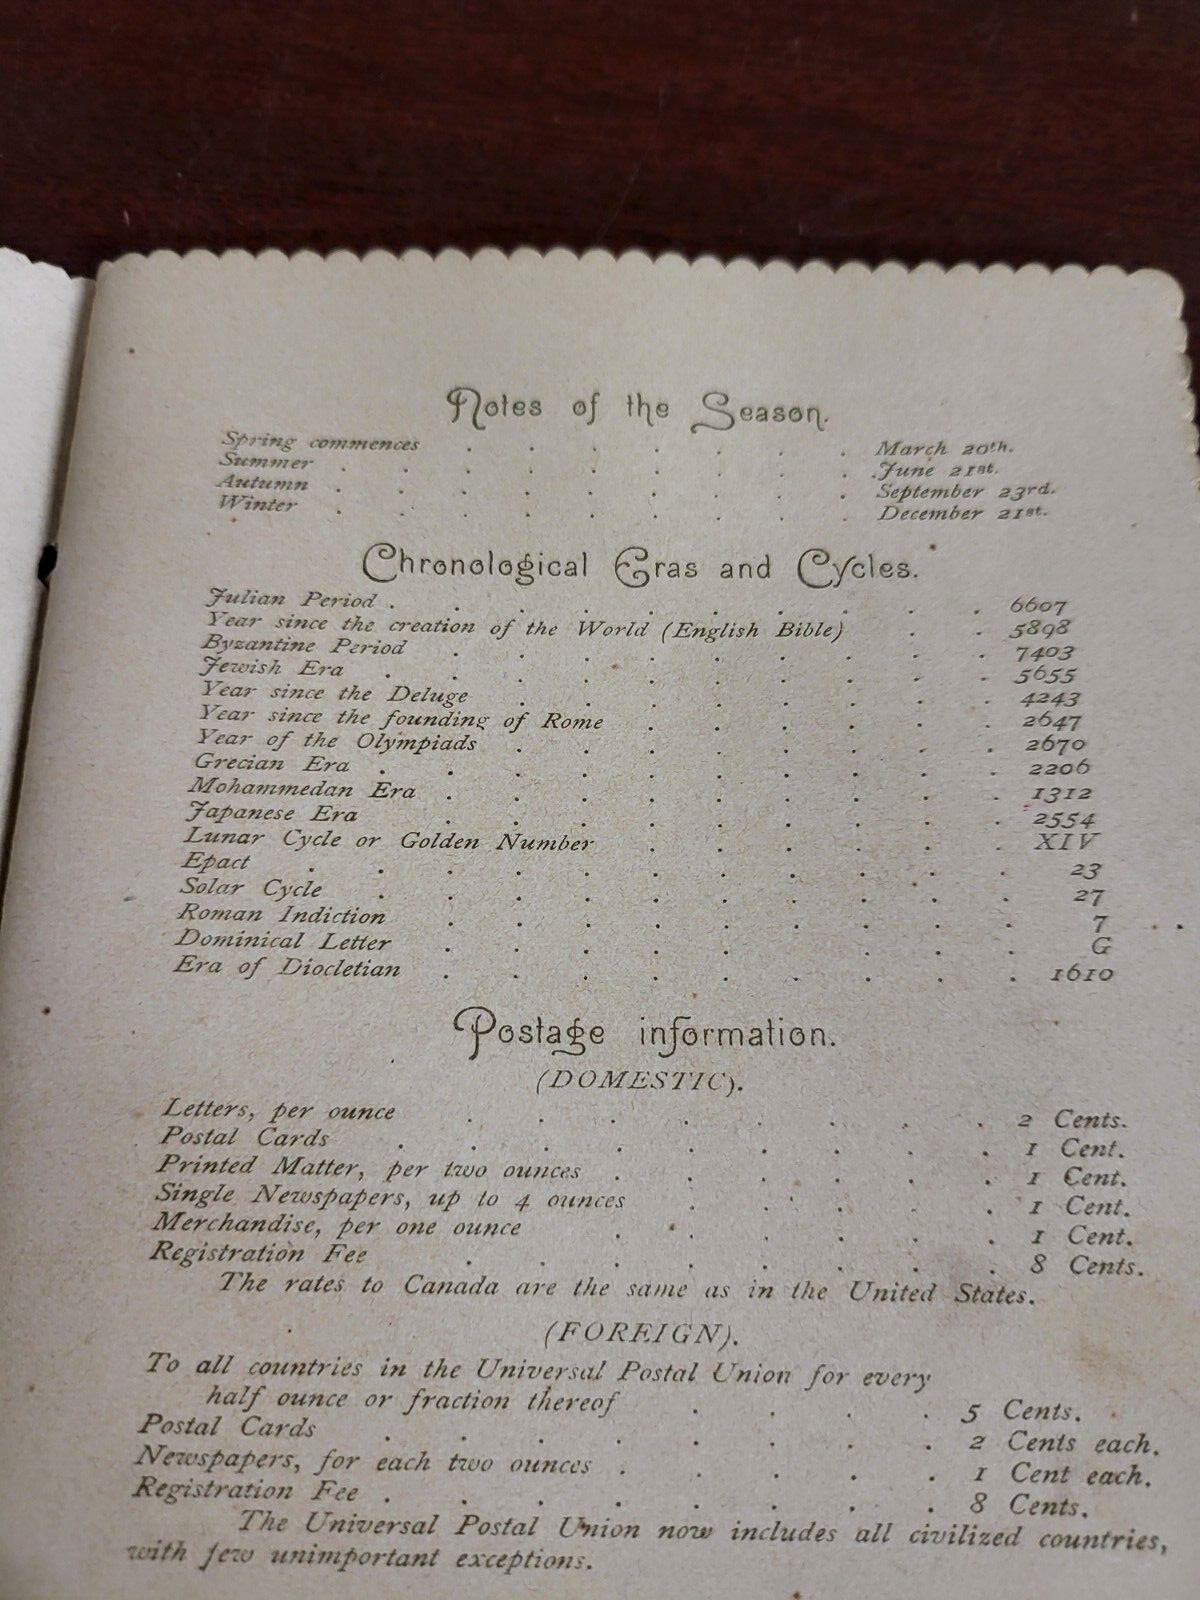 Notes of the Season.
Spring commences . . . . . . . March 20th.
Summer . . . . . . . . . June 21st.
Autumn . . . . . . . . . September 23rd.
Winter . . . . . . . . . December 21st.
Chronological Eras and Cycles.
Julian Period . . . . . . . . . . 6607
Year since the creation of the World (English Bible) . . 5898
Byzantine Period . . . . . . . . . 7403
Jewish Era . . . . . . . . . . 5655
Year since the Deluge . . . . . . . . 4243
Year since the founding of Rome . . . . . . 2647
Year of the Olympiads . . . . . . . . 2670
Grecian Era . . . . . . . . . . 2206
Mohammedan Era . . . . . . . . . 1312
Japanese Era . . . . . . . . . 2554
Lunar Cycle or Golden Number . . . . . . XIV
Epact . . . . . . . . . . . 23
Solar Cycle . . . . . . . . . . 27
Roman Indiction . . . . . . . . . 7
Dominical Letter . . . . . . . . . G
Era of Diocletian . . . . . . . . . 1610
Postage information.
(DOMESTIC).
Letters, per ounce . . . . . . . . 2 Cents.
Postal Cards . . . . . . . . . 1 Cent.
Printed Matter, per two ounces . . . . . . 1 Cent.
Single Newspapers, up to 4 ounces . . . . . 1 Cent.
Merchandise, per one ounce . . . . . . 1 Cent.
Registration Fee . . . . . . . . 8 Cents.
The rates to Canada are the same as in the United States.
(FOREIGN).
To all countries in the Universal Postal Union for every
half ounce or fraction thereof . . . . 5 Cents.
Postal Cards . . . . . . . . 2 Cents each.
Newspapers, for each two ounces . . . . . 1 Cent each.
Registration Fee . . . . . . . . 8 Cents.
The Universal Postal Union now includes all civilized countries,
with few unimportant exceptions.